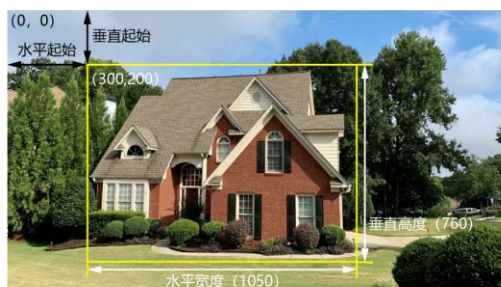 (0, 0)
垂直起始
水平起始
(300,200)
垂直高度 (760)
水平宽度 (1050)